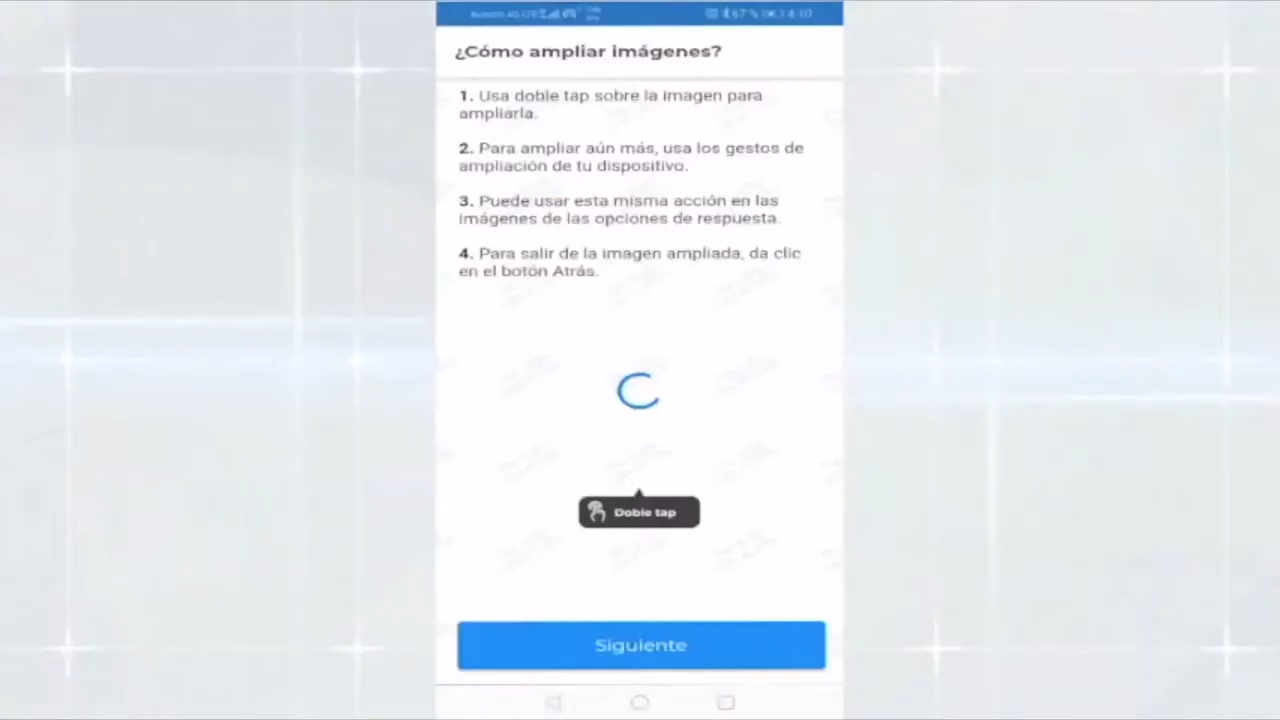 ¿Cómo ampliar imágenes?
1. Usa doble tap sobre la imagen para
ampliarla.
2. Para ampliar aún más, usa los gestos de
ampliación de tu dispositivo.
3. Puede usar esta misma acción en las
imágenes de las opciones de respuesta.
4. Para salir de la imagen ampliada, da clic
en el botón Atrás.
Doble tap
Siguiente